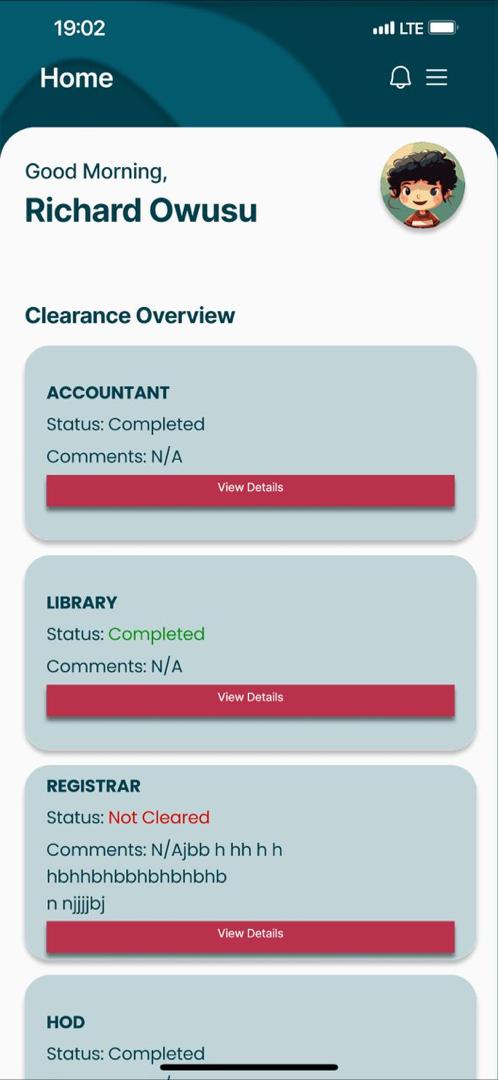 19:02
LTE
Home
Good Morning,
Richard Owusu
Clearance Overview
ACCOUNTANT
Status: Completed
Comments: N/A
View Details
LIBRARY
Status: Completed
Comments: N/A
View Details
REGISTRAR
Status: Not Cleared
Comments: N/Ajbb h hh h h
hbhhbhbbhbhbhbhb
n njjjjbj
View Details
HOD
Status: Completed